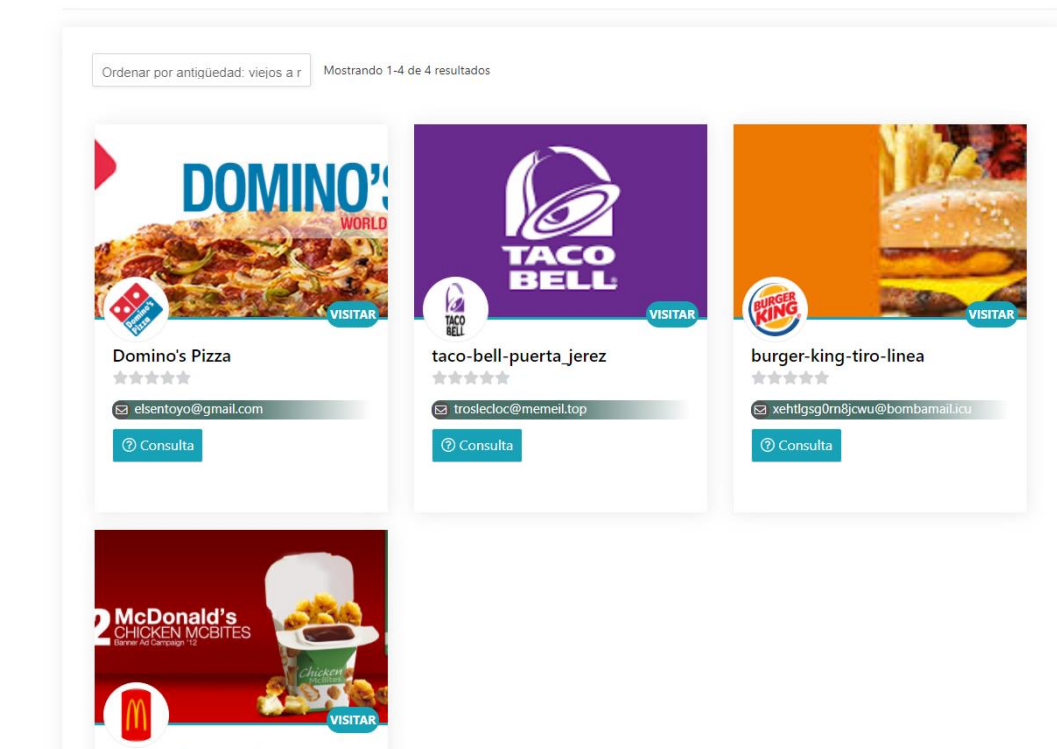 Ordenar por antigüedad: viejos a r
Mostrando 1-4 de 4 resultados
DOMINO'S
WORLD
Domino's
Pizza
VISITAR
Domino's Pizza
elsentoyo@gmail.com
Consulta
TACO
BELL
TACO
BELL
VISITAR
taco-bell-puerta_jerez
troslecloc@memeil.top
Consulta
BURGER
KING
VISITAR
burger-king-tiro-linea
xehtlgsg0rn8jcwu@bombamail.icu
Consulta
2 McDonald's
CHICKEN MCBITES
Banner Ad Campaign '12
Chicken
McBites
VISITAR